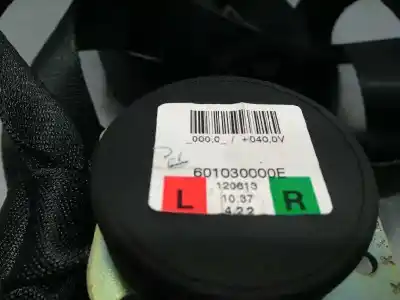 _000,0_ / +040,0V
601030000E
L 120613 R
10.37
4.2.2